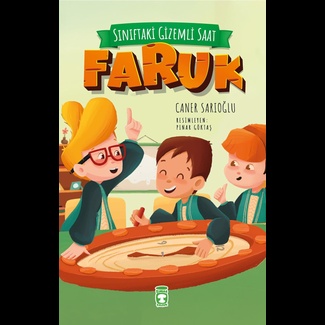 SINIFTAKİ GİZEMLİ SAAT
FARUK
CANER SARIOĞLU
RESİMLEYEN:
PINAR GÖKTAŞ